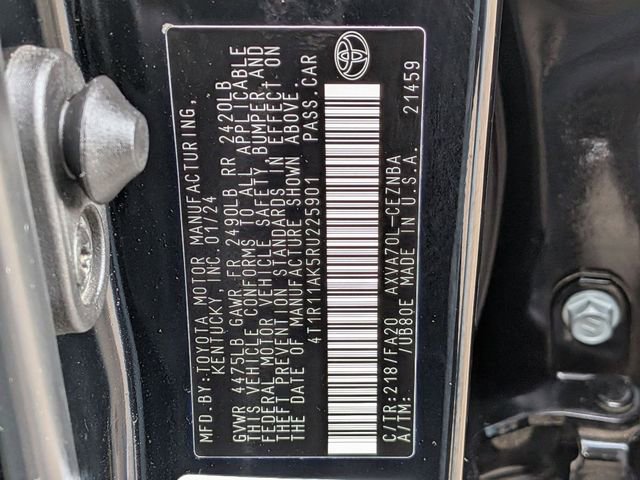 MFD.BY:TOYOTA MOTOR MANUFACTURING,
KENTUCKY, INC. 01/24
GVWR 4475LB GAWR FR 2490LB RR 2420LB
THIS VEHICLE CONFORMS TO ALL APPLICABLE
FEDERAL MOTOR VEHICLE SAFETY, BUMPER, AND
THEFT PREVENTION STANDARDS IN EFFECT ON
THE DATE OF MANUFACTURE SHOWN ABOVE.
4T1R11AK5RU225901 PASS.CAR
C/TR:218/FA20 AXVA70L-CEZNBA
A/TM: /UB80E U.S.A. 21459